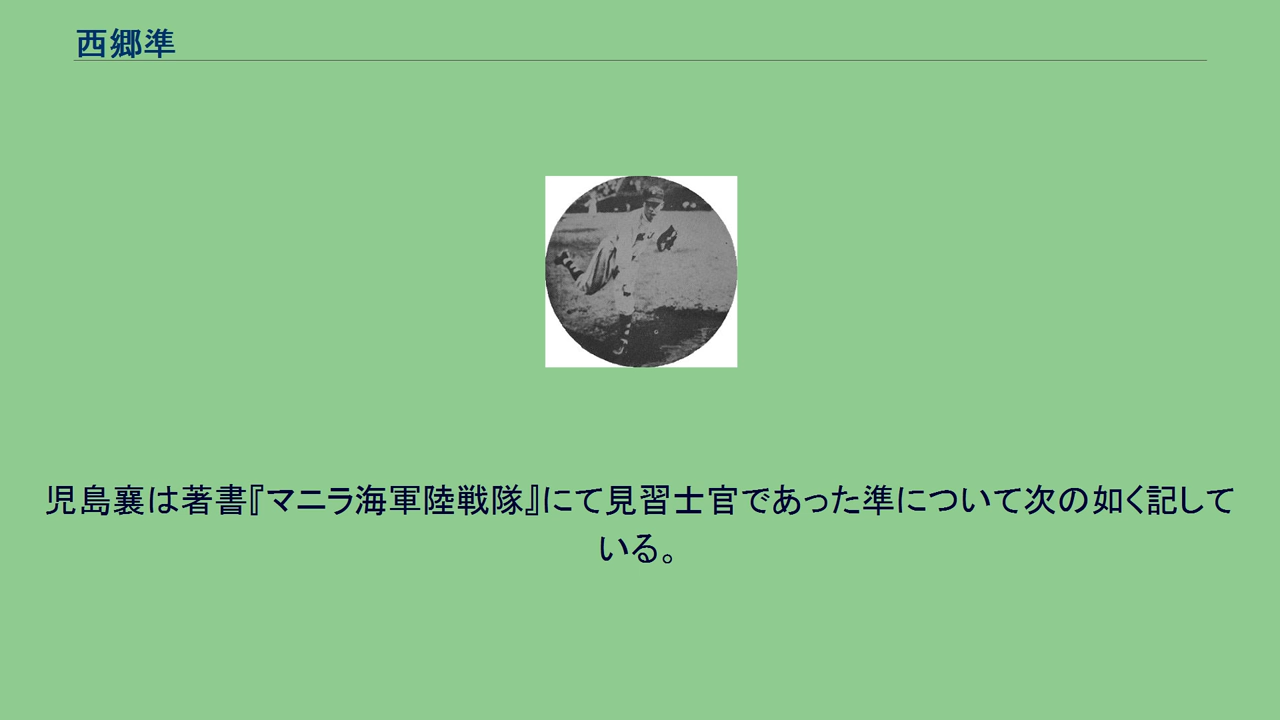 西郷準
児島襄は著書『マニラ海軍陸戦隊』にて見習士官であった準について次の如く記して
いる。